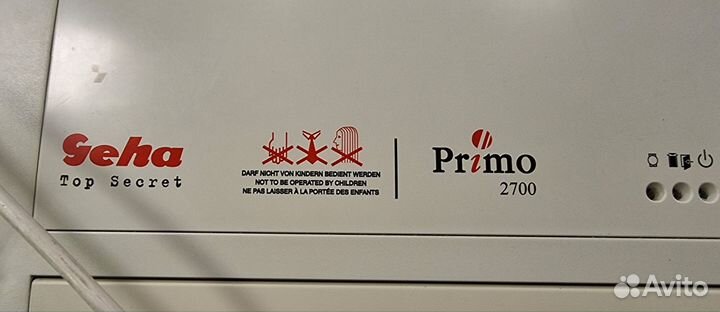 Geha
Top Secret
DARF NICHT VON KINDERN BEDIENT WERDEN
NOT TO BE OPERATED BY CHILDREN
NE PAS LAISSER À LA PORTÉE DES ENFANTS
Primo
2700
Avito